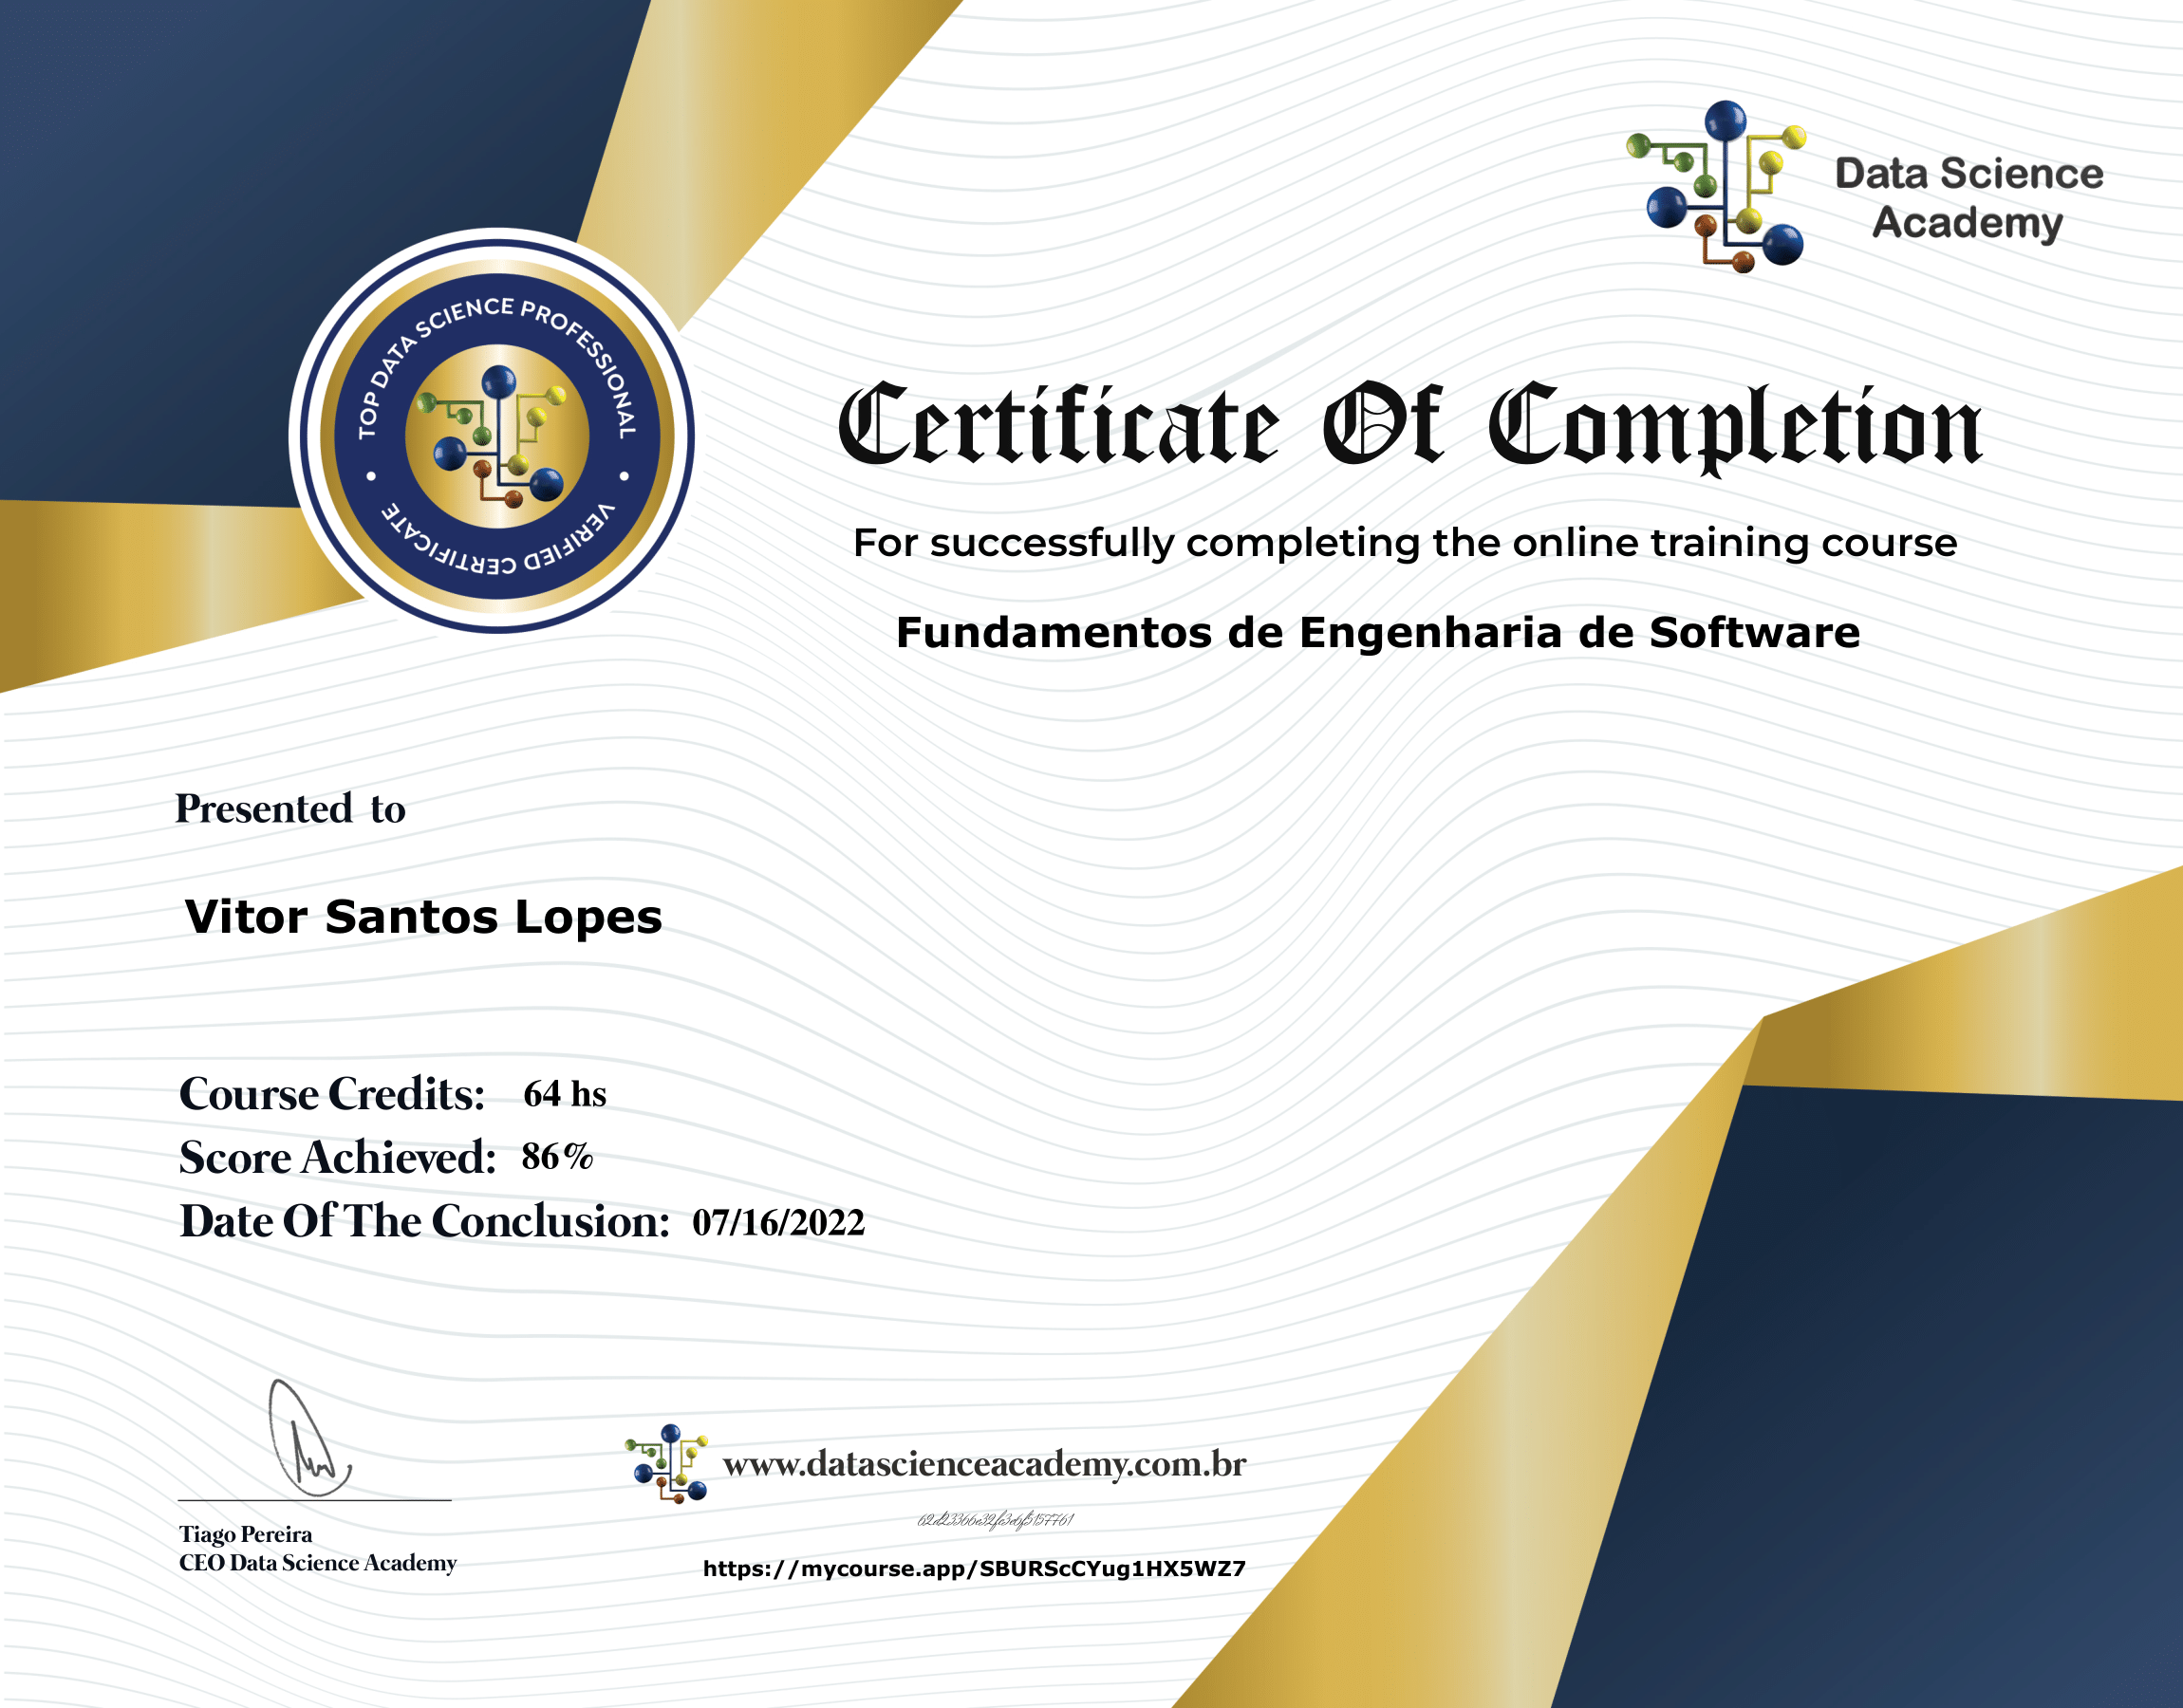 Data Science
Academy
TOP DATA SCIENCE PROFESSIONAL
VERIFIED CERTIFICATE
Certificate Of Completion
For successfully completing the online training course
Fundamentos de Engenharia de Software
Presented to
Vitor Santos Lopes
Course Credits: 64 hs
Score Achieved: 86%
Date Of The Conclusion: 07/16/2022
www.datascienceacademy.com.br
Tiago Pereira
CEO Data Science Academy
https://mycourse.app/SBURScCYug1HX5WZ7